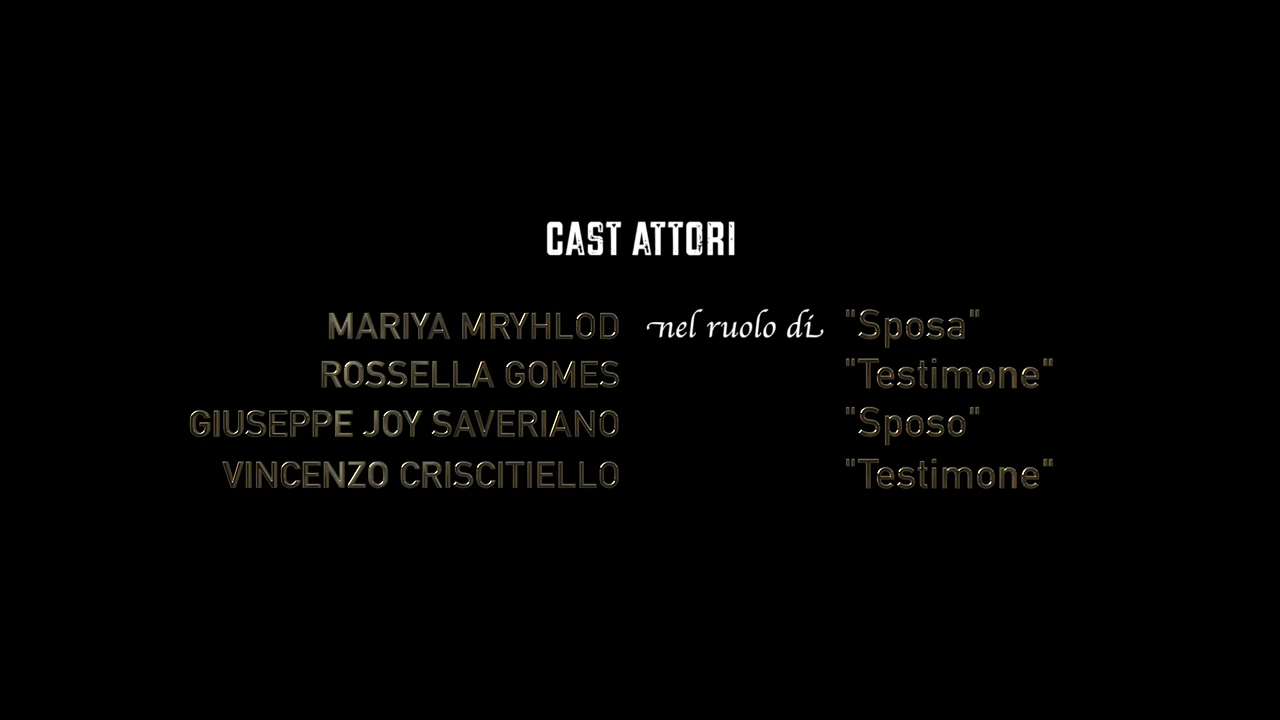 CAST ATTORI
MARIYA MRYHLOD nel ruolo di "Sposa"
ROSSELLA GOMES "Testimone"
GIUSEPPE JOY SAVERIANO "Sposo"
VINCENZO CRISCITIELLO "Testimone"